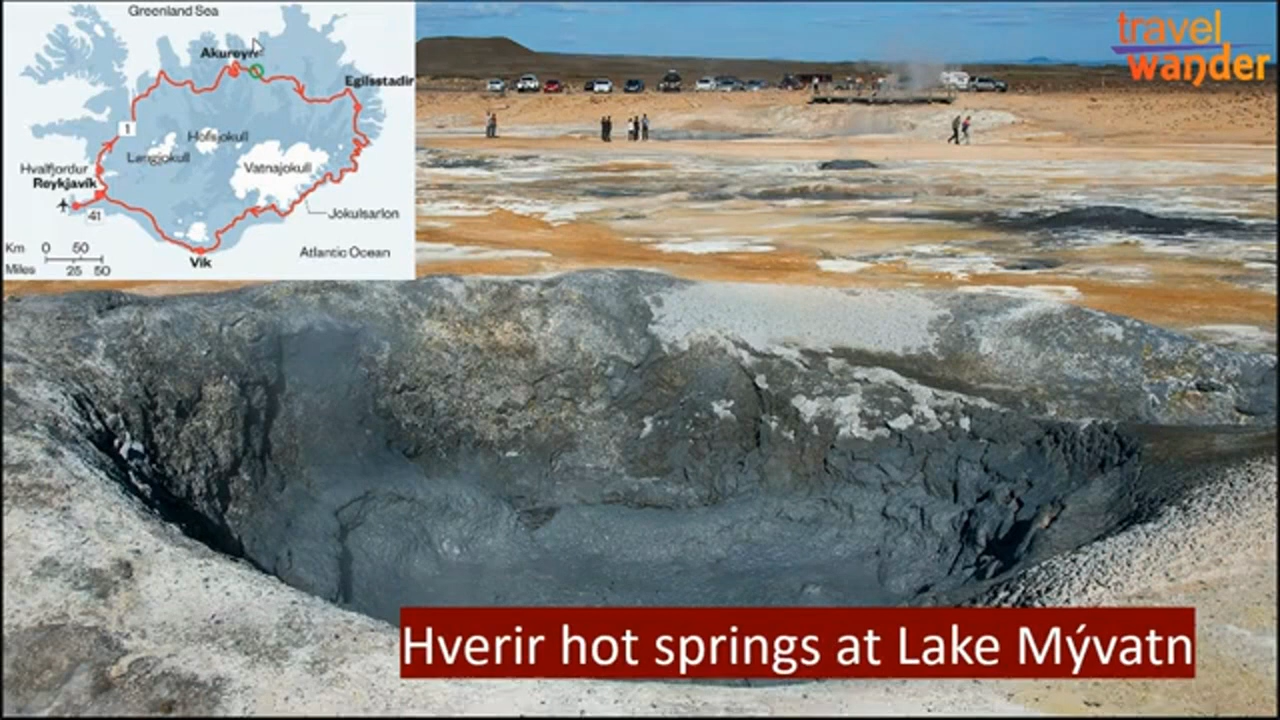 Greenland Sea
Akureyri
Egilsstadir
1
Hofsjokull
Langjokull
Hvalfjordur
Vatnajokull
Reykjavik
41
Jokulsarlon
Km 0 50
Atlantic Ocean
Miles 25 50
Vik
travel
wander
Hverir hot springs at Lake Mývatn